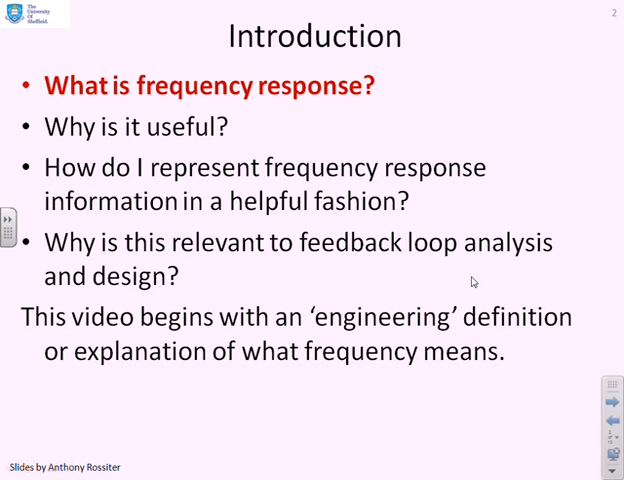 The
University
Of
Sheffield.
2
Introduction
• What is frequency response?
• Why is it useful?
• How do I represent frequency response
information in a helpful fashion?
• Why is this relevant to feedback loop analysis
and design?
This video begins with an ‘engineering’ definition
or explanation of what frequency means.
Slides by Anthony Rossiter